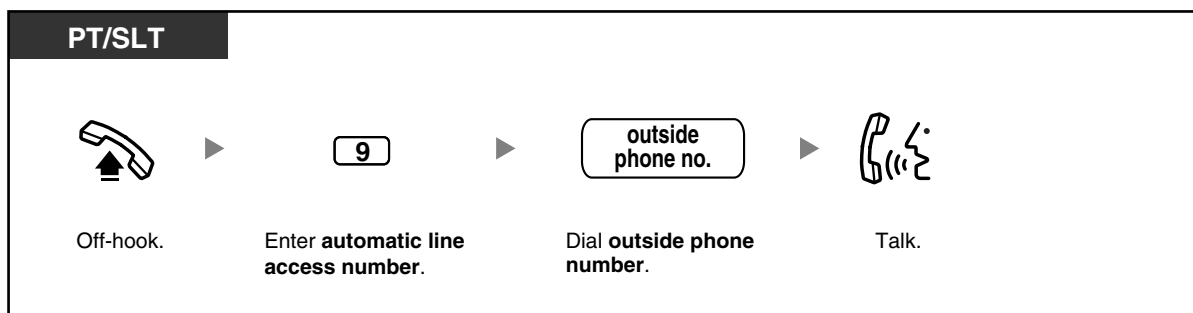 PT/SLT
9
outside
phone no.
Off-hook.
Enter automatic line
access number.
Dial outside phone
number.
Talk.